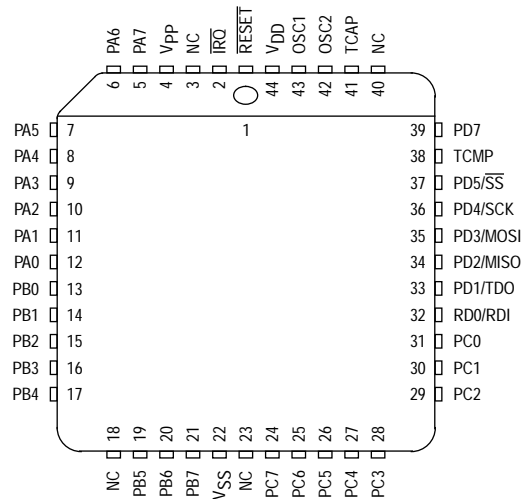 PA6 PA7 VPP NC IRQ RESET VDD OSC1 OSC2 TCAP NC
6 5 4 3 2 44 43 42 41 40
PA5 7 1 39 PD7
PA4 8 38 TCMP
PA3 9 37 PD5/SS
PA2 10 36 PD4/SCK
PA1 11 35 PD3/MOSI
PA0 12 34 PD2/MISO
PB0 13 33 PD1/TDO
PB1 14 32 RD0/RDI
PB2 15 31 PC0
PB3 16 30 PC1
PB4 17 29 PC2
18 19 20 21 22 23 24 25 26 27 28
NC PB5 PB6 PB7 VSS NC PC7 PC6 PC5 PC4 PC3